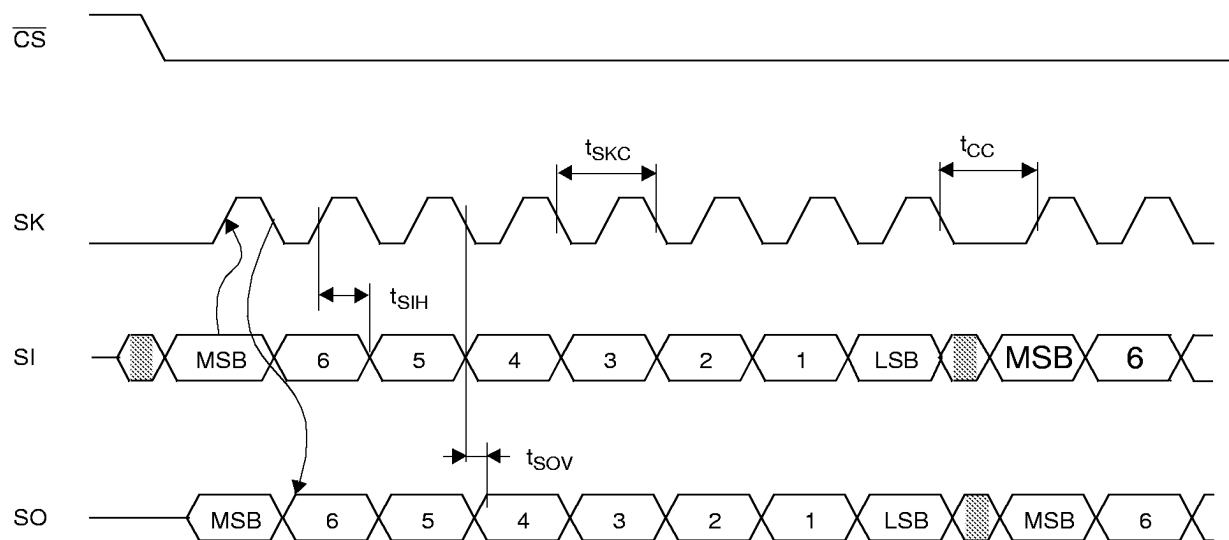 CS
tSKC
tCC
SK
tSIH
SI MSB 6 5 4 3 2 1 LSB MSB 6
tSOV
SO MSB 6 5 4 3 2 1 LSB MSB 6